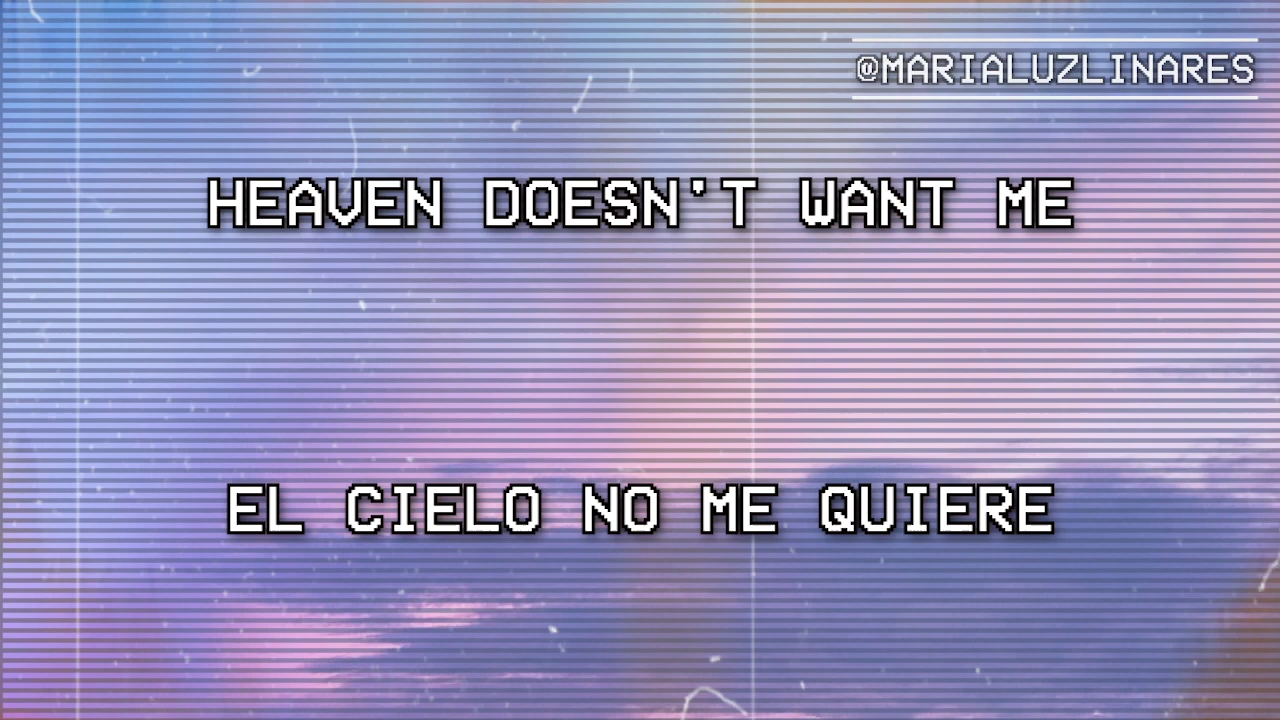 @MARIALUZLINARES
HEAVEN DOESN'T WANT ME
EL CIELO NO ME QUIERE